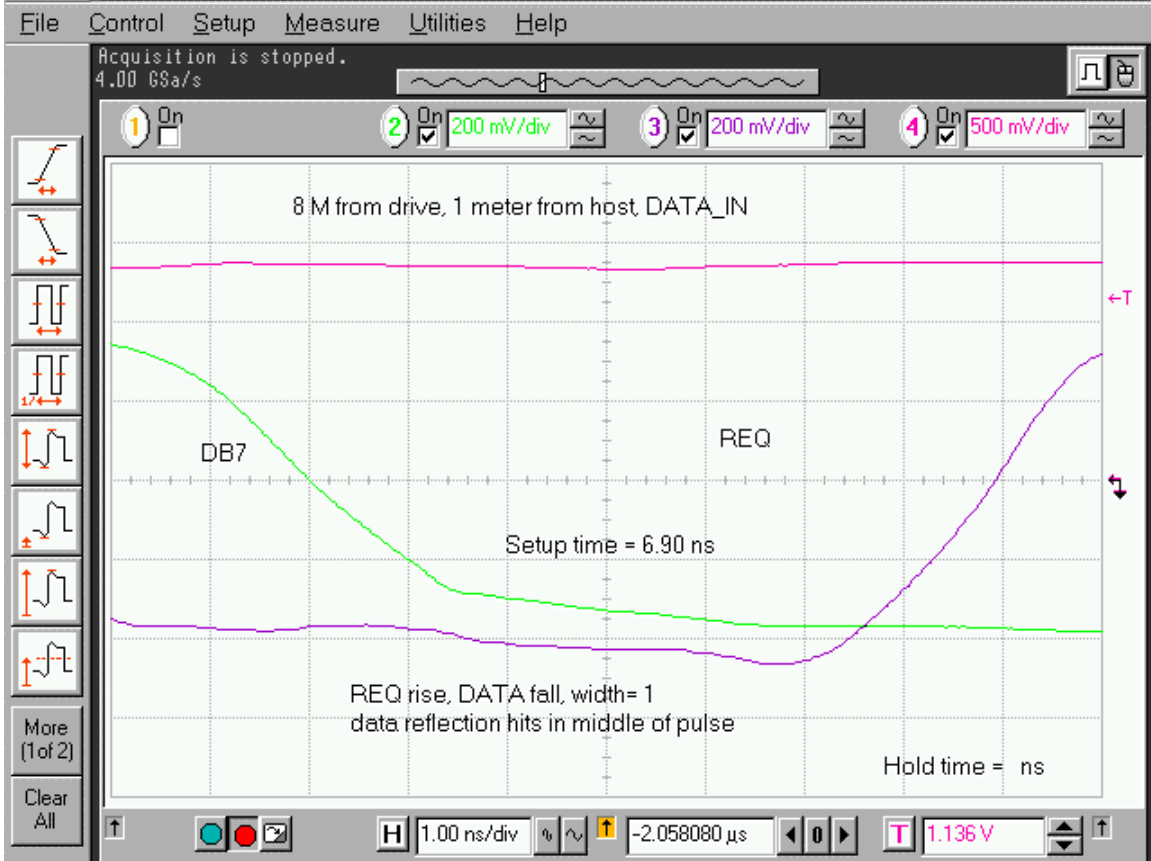 File Control Setup Measure Utilities Help
Acquisition is stopped.
4.00 GSa/s
1 On
2 On 200 mV/div
3 On 200 mV/div
4 On 500 mV/div
8 M from drive, 1 meter from host, DATA_IN
T
DB7
REQ
Setup time = 6.90 ns
REQ rise, DATA fall, width= 1
data reflection hits in middle of pulse
Hold time = ns
1/
More
(1of 2)
Clear
All
H 1.00 ns/div -2.058080 µs 0 T 1.136 V